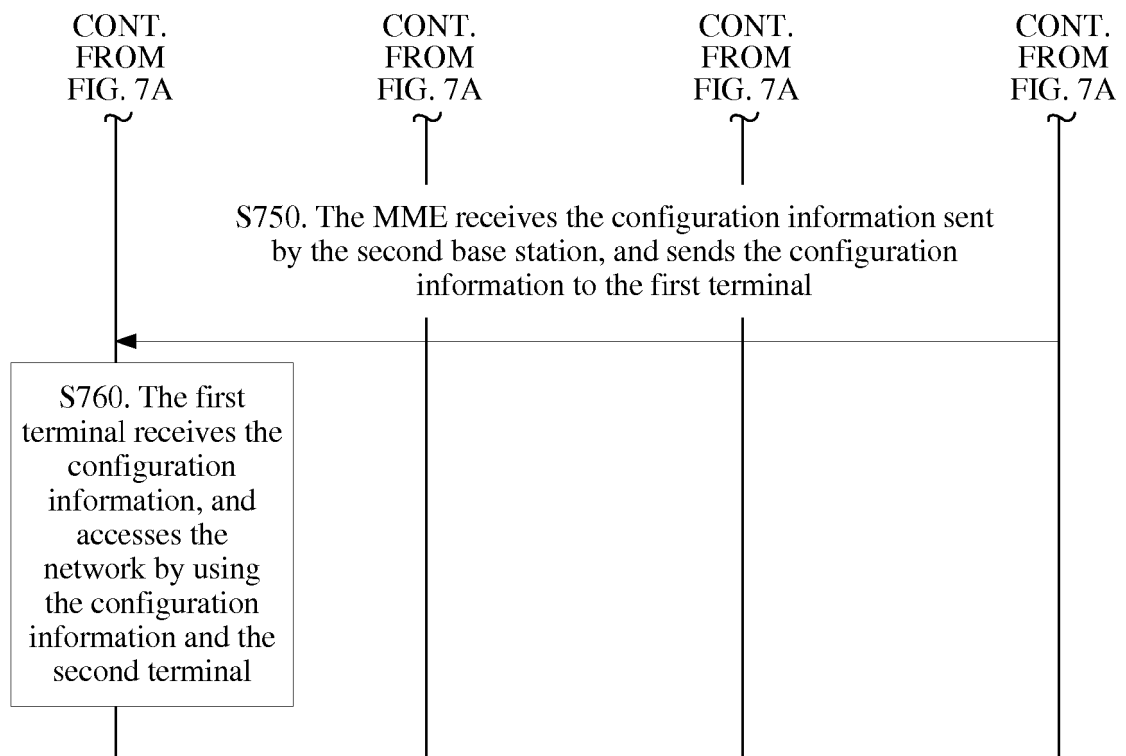 CONT.
FROM
FIG. 7A
CONT.
FROM
FIG. 7A
CONT.
FROM
FIG. 7A
CONT.
FROM
FIG. 7A
S750. The MME receives the configuration information sent
by the second base station, and sends the configuration
information to the first terminal
S760. The first
terminal receives the
configuration
information, and
accesses the
network by using
the configuration
information and the
second terminal